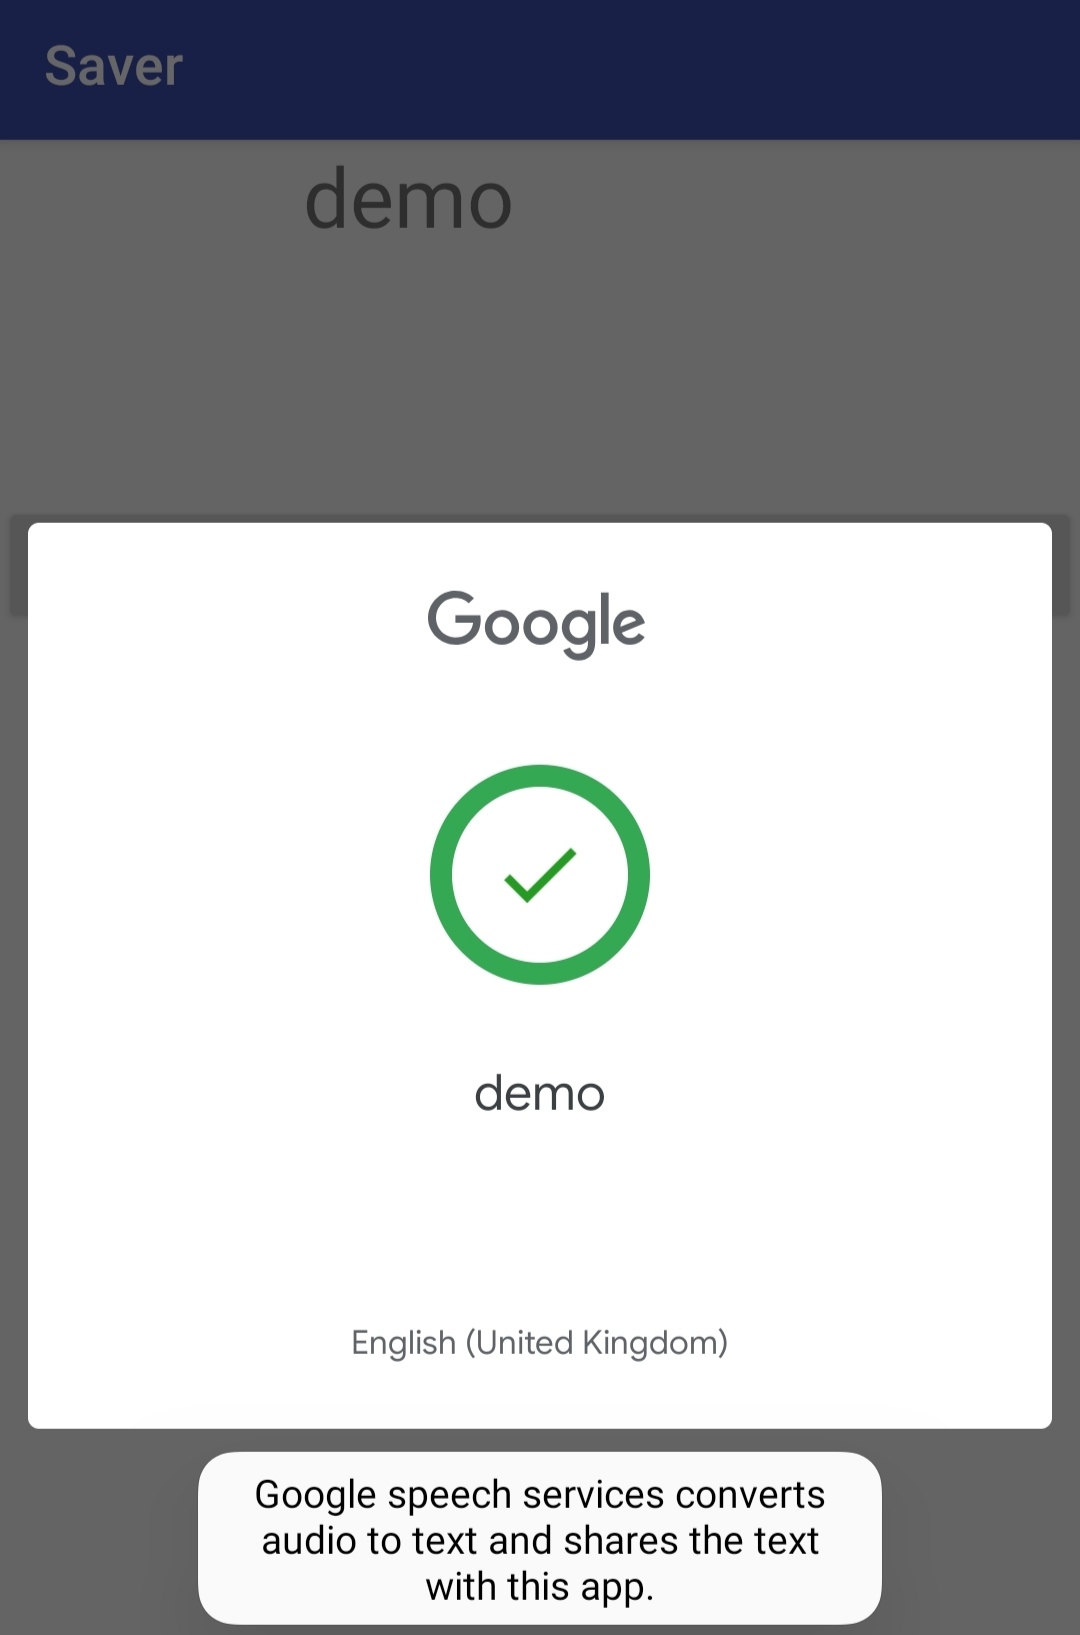 Saver
demo
Google
demo
English (United Kingdom)
Google speech services converts
audio to text and shares the text
with this app.